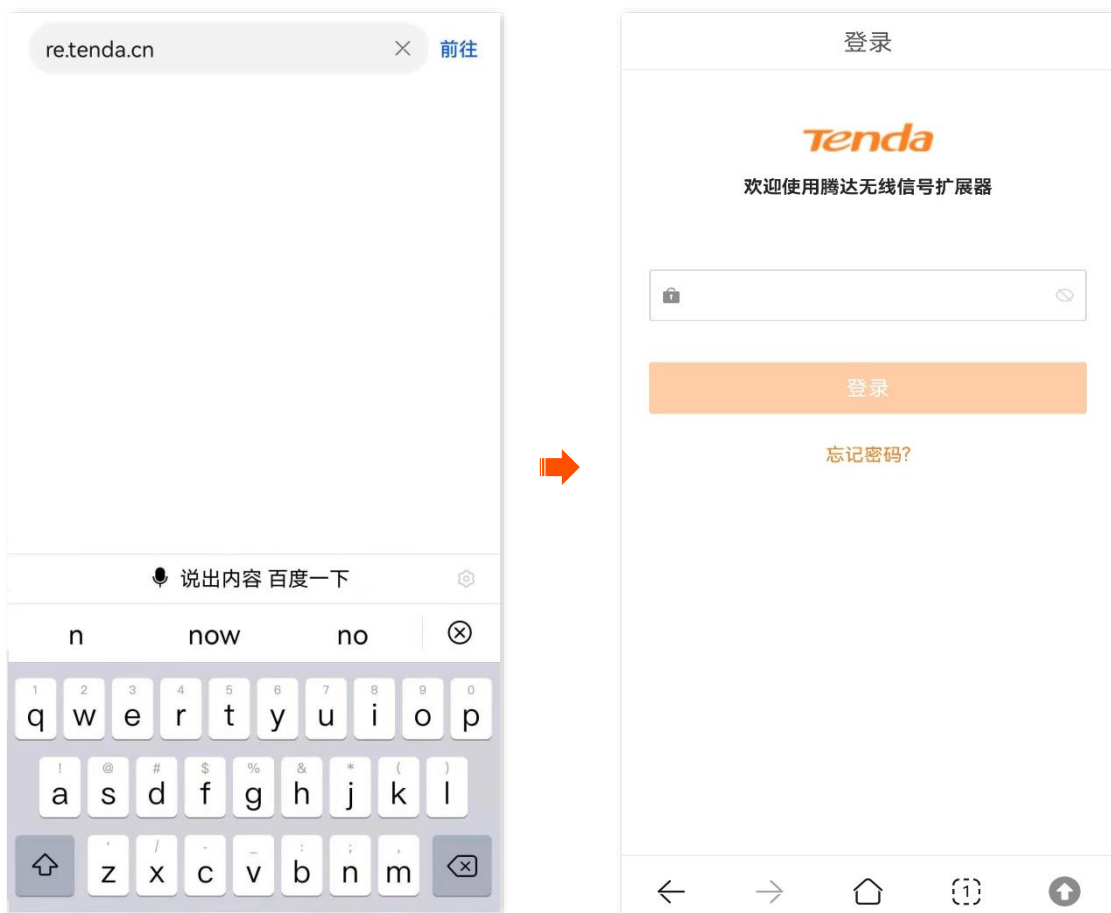 re.tenda.cn
前往
说出内容 百度一下
n now no
1 2 3 4 5 6 7 8 9 0
q w e r t y u i o p
! @ # $ % & * ( )
a s d f g h j k l
' / - _ : ; ,
z x c v b n m
登录
Tenda
欢迎使用腾达无线信号扩展器
登录
忘记密码?
1